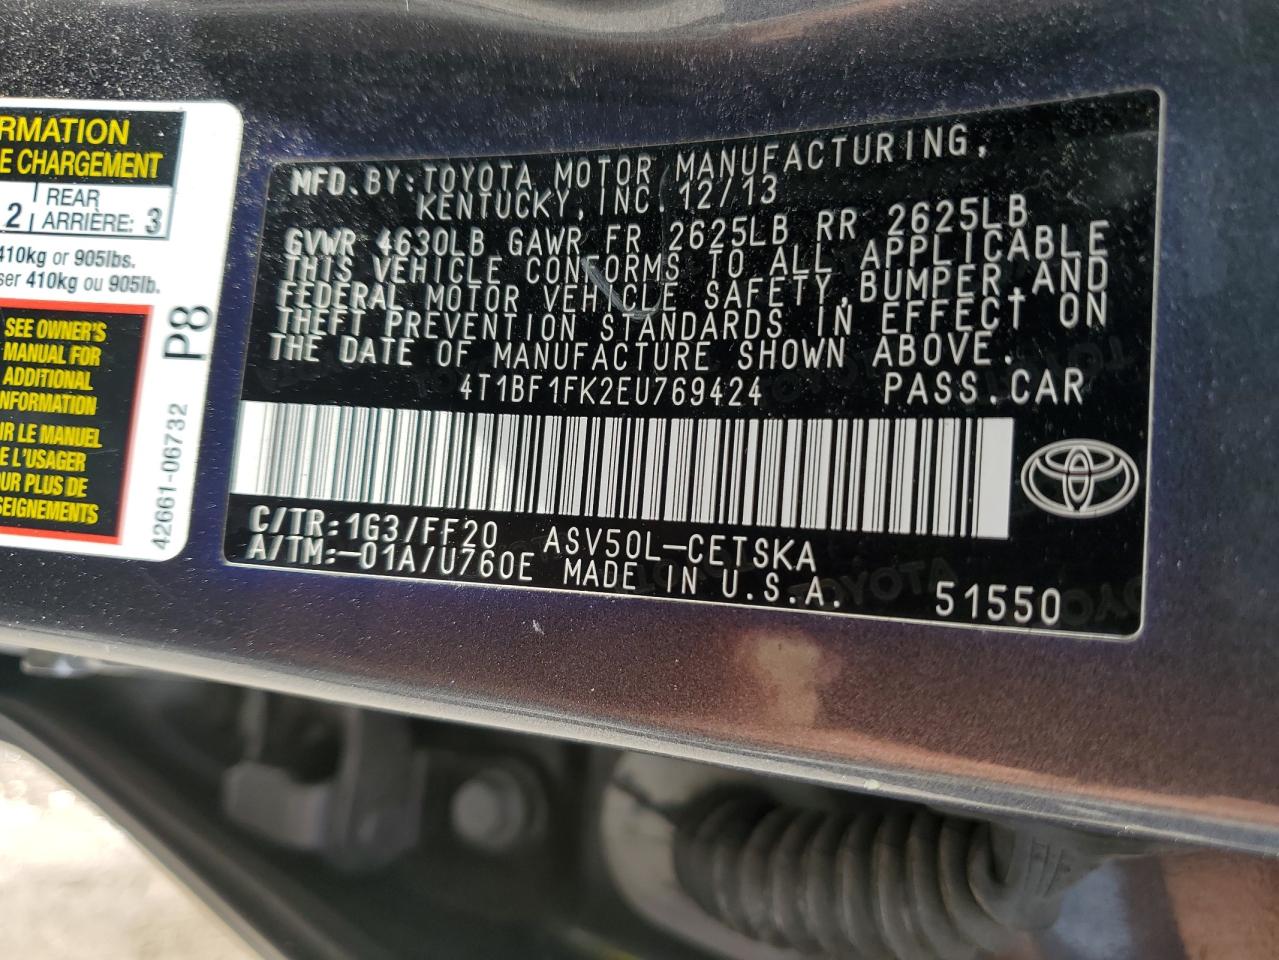 RMATION
E CHARGEMENT
2 REAR ARRIÈRE: 3
410kg or 905lbs.
ser 410kg ou 905lb.
SEE OWNER'S
MANUAL FOR
ADDITIONAL
INFORMATION
IR LE MANUEL
E L'USAGER
OUR PLUS DE
SEIGNEMENTS
P8
42661-06732
MFD.BY:TOYOTA MOTOR MANUFACTURING,
KENTUCKY,INC.12/13
GVWR 4630LB GAWR FR 2625LB RR 2625LB
THIS VEHICLE CONFORMS TO ALL APPLICABLE
FEDERAL MOTOR VEHICLE SAFETY,BUMPER,AND
THEFT PREVENTION STANDARDS IN EFFECT ON
THE DATE OF MANUFACTURE SHOWN ABOVE.
4T1BF1FK2EU769424 PASS.CAR
C/TR:1G3/FF20 ASV50L-CETSKA
A/TM:-01A/U760E MADE IN U.S.A. 51550